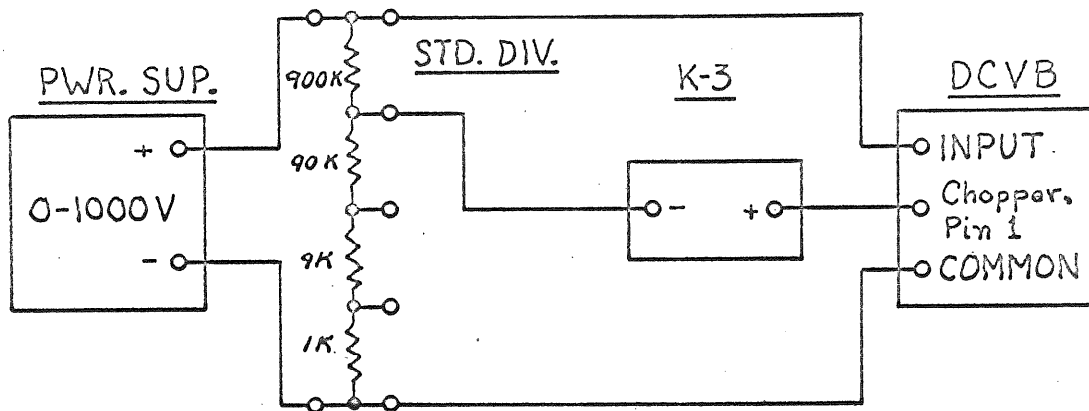 PWR. SUP.
+
0-1000V
-
900K
90K
9K
1K
STD. DIV.
K-3
- +
DCVB
INPUT
Chopper.
Pin 1
COMMON